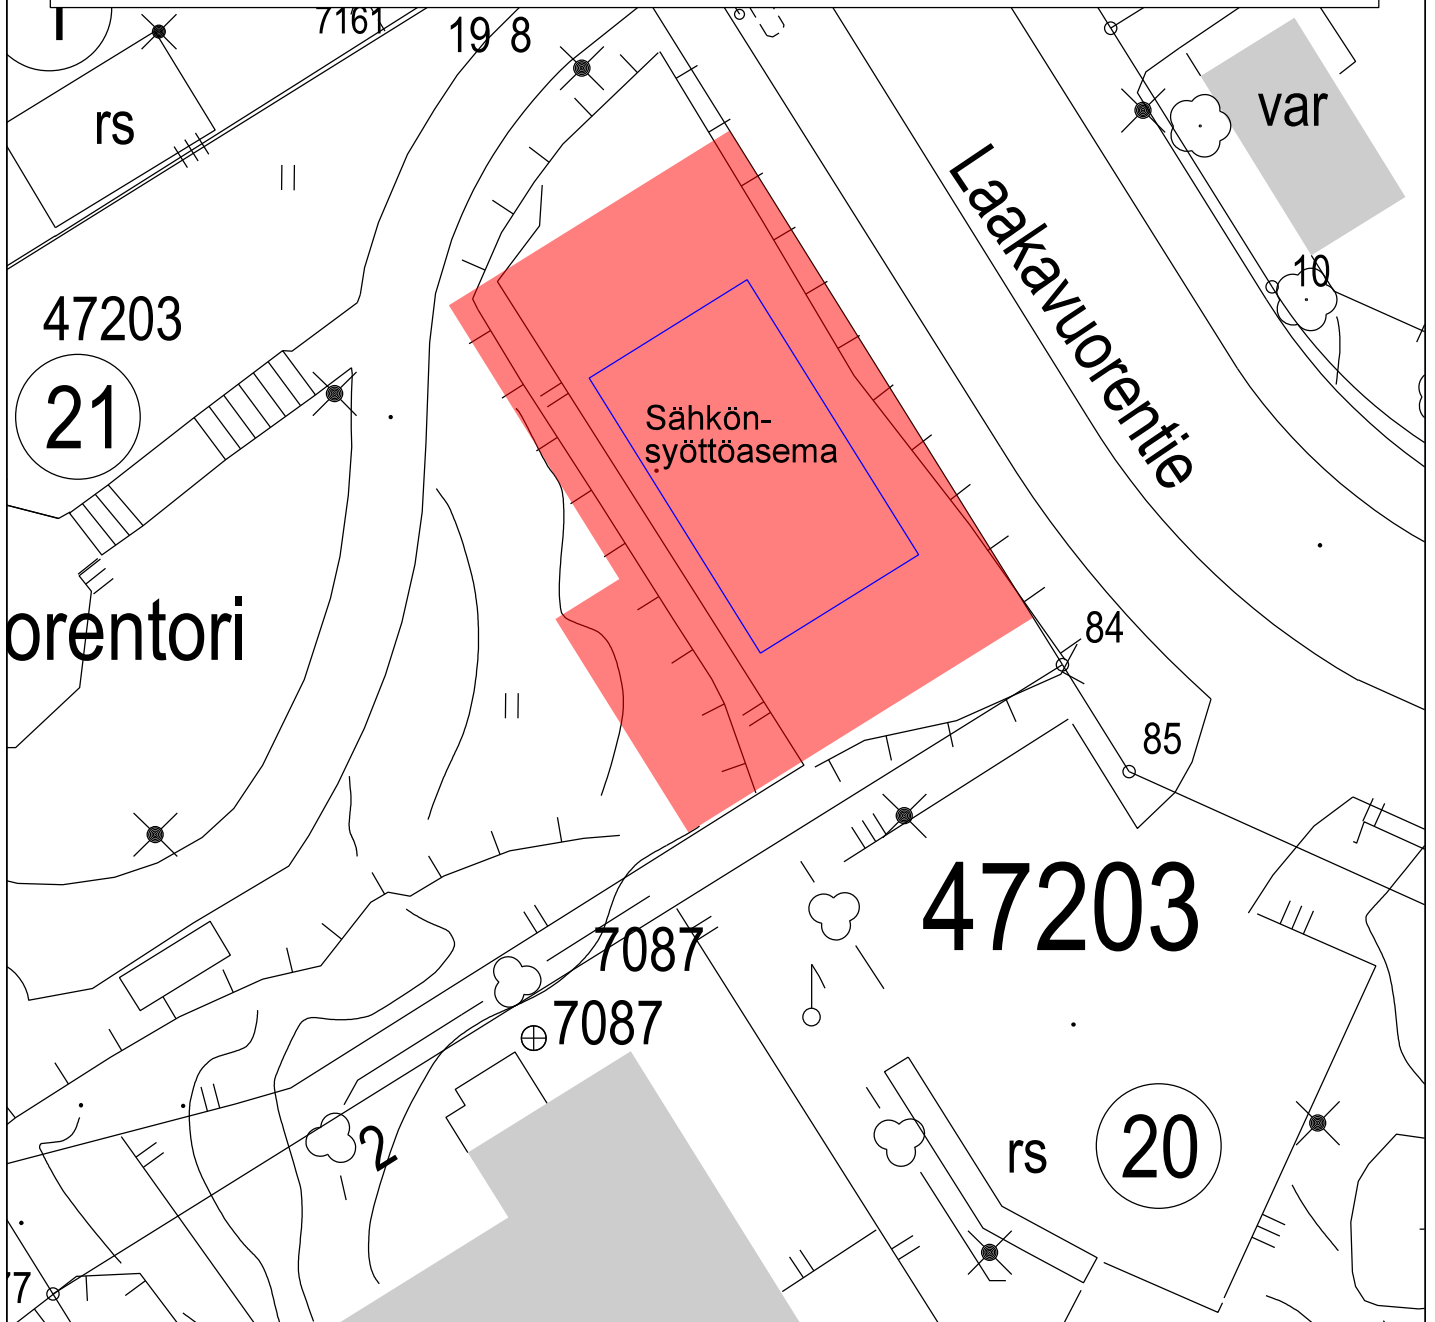 7161
19 8
rs
var
Laakavuorentie
10
47203
21
Sähkön-
syöttöasema
orentori
84
85
47203
7087
7087
2
rs
20
77